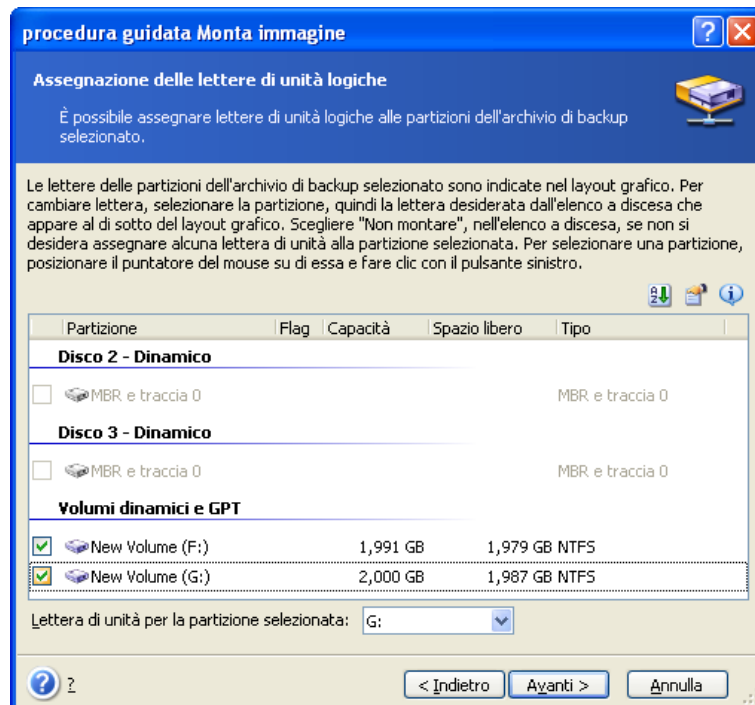 procedura guidata Monta immagine
Assegnazione delle lettere di unità logiche
È possibile assegnare lettere di unità logiche alle partizioni dell'archivio di backup
selezionato.
Le lettere delle partizioni dell'archivio di backup selezionato sono indicate nel layout grafico. Per
cambiare lettera, selezionare la partizione, quindi la lettera desiderata dall'elenco a discesa che
appare al di sotto del layout grafico. Scegliere "Non montare", nell'elenco a discesa, se non si
desidera assegnare alcuna lettera di unità alla partizione selezionata. Per selezionare una partizione,
posizionare il puntatore del mouse su di essa e fare clic con il pulsante sinistro.
Partizione Flag Capacità Spazio libero Tipo
Disco 2 - Dinamico
MBR e traccia 0 MBR e traccia 0
Disco 3 - Dinamico
MBR e traccia 0 MBR e traccia 0
Volumi dinamici e GPT
New Volume (F:) 1,991 GB 1,979 GB NTFS
New Volume (G:) 2,000 GB 1,987 GB NTFS
Lettera di unità per la partizione selezionata: G:
? < Indietro Avanti > Annulla